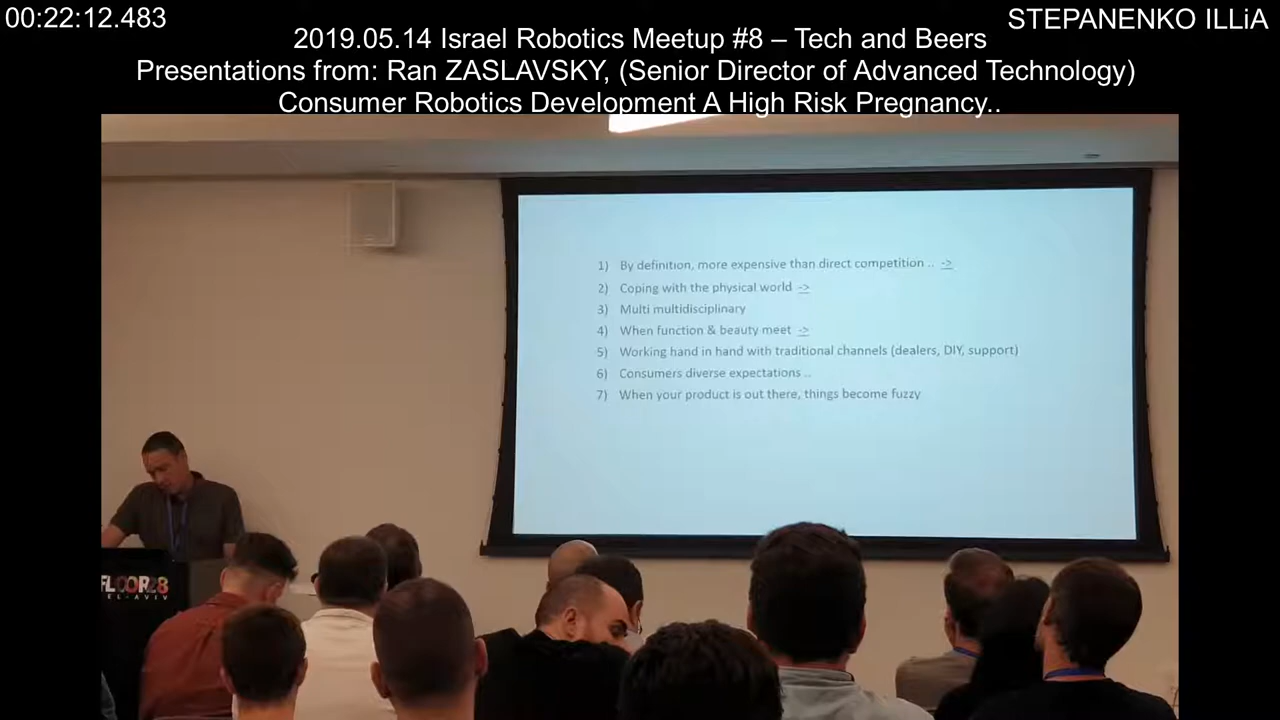 00:22:12.483
STEPANENKO ILLiA
2019.05.14 Israel Robotics Meetup #8 – Tech and Beers
Presentations from: Ran ZASLAVSKY, (Senior Director of Advanced Technology)
Consumer Robotics Development A High Risk Pregnancy..
1) By definition, more expensive than direct competition .. ->
2) Coping with the physical world ->
3) Multi multidisciplinary
4) When function & beauty meet ->
5) Working hand in hand with traditional channels (dealers, DIY, support)
6) Consumers diverse expectations ..
7) When your product is out there, things become fuzzy
FLOOR28
TEL-AVIV